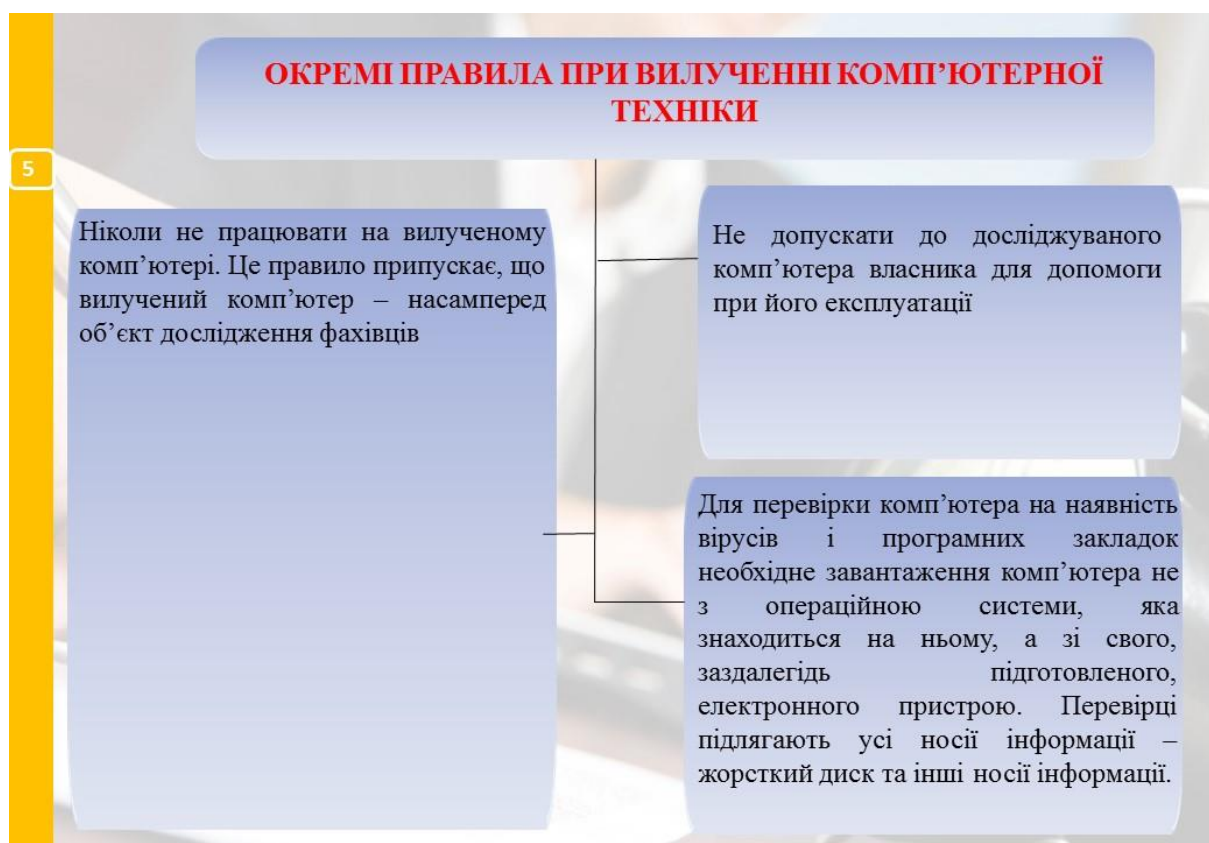 ОКРЕМІ ПРАВИЛА ПРИ ВИЛУЧЕННІ КОМП’ЮТЕРНОЇ
ТЕХНІКИ
5
Ніколи не працювати на вилученому
комп’ютері. Це правило припускає, що
вилучений комп’ютер – насамперед
об’єкт дослідження фахівців
Не допускати до досліджуваного
комп’ютера власника для допомоги
при його експлуатації
Для перевірки комп’ютера на наявність
вірусів і програмних закладок
необхідне завантаження комп’ютера не
з операційною системи, яка
знаходиться на ньому, а зі свого,
заздалегідь підготовленого,
електронного пристрою. Перевірці
підлягають усі носії інформації –
жорсткий диск та інші носії інформації.